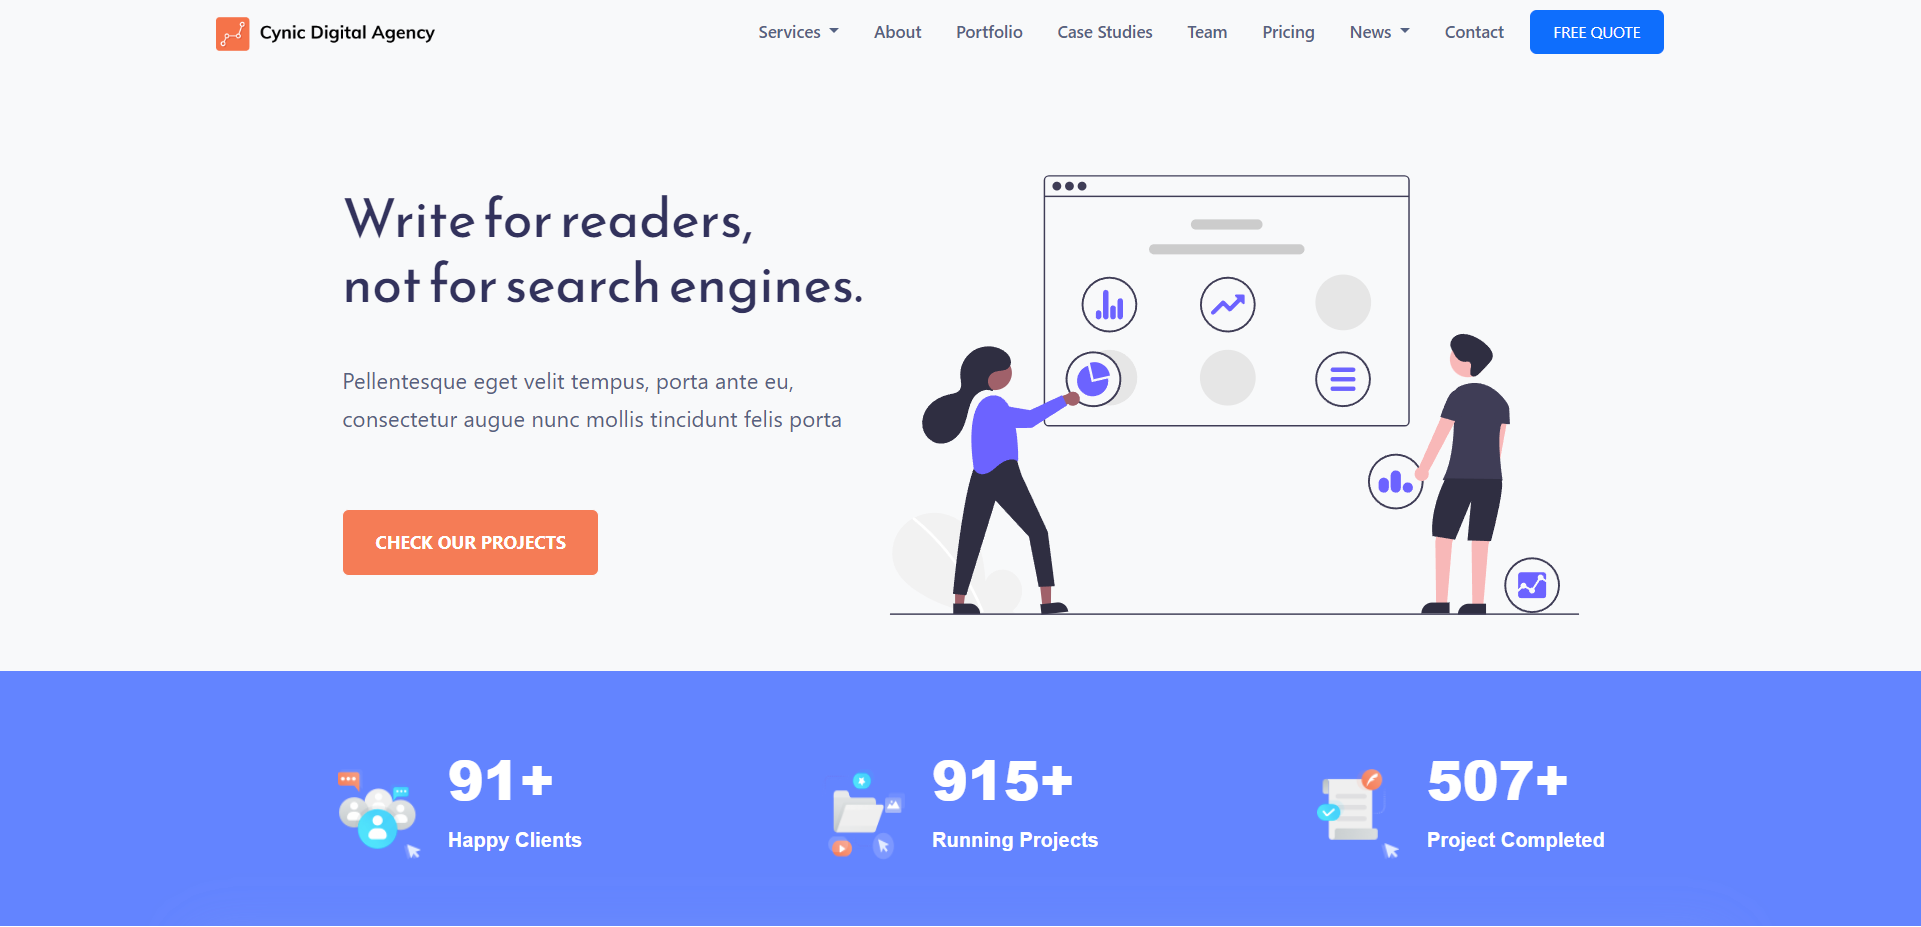 Cynic Digital Agency
Services
About
Portfolio
Case Studies
Team
Pricing
News
Contact
FREE QUOTE
Write for readers,
not for search engines.
Pellentesque eget velit tempus, porta ante eu,
consectetur augue nunc mollis tincidunt felis porta
CHECK OUR PROJECTS
91+
Happy Clients
915+
Running Projects
507+
Project Completed